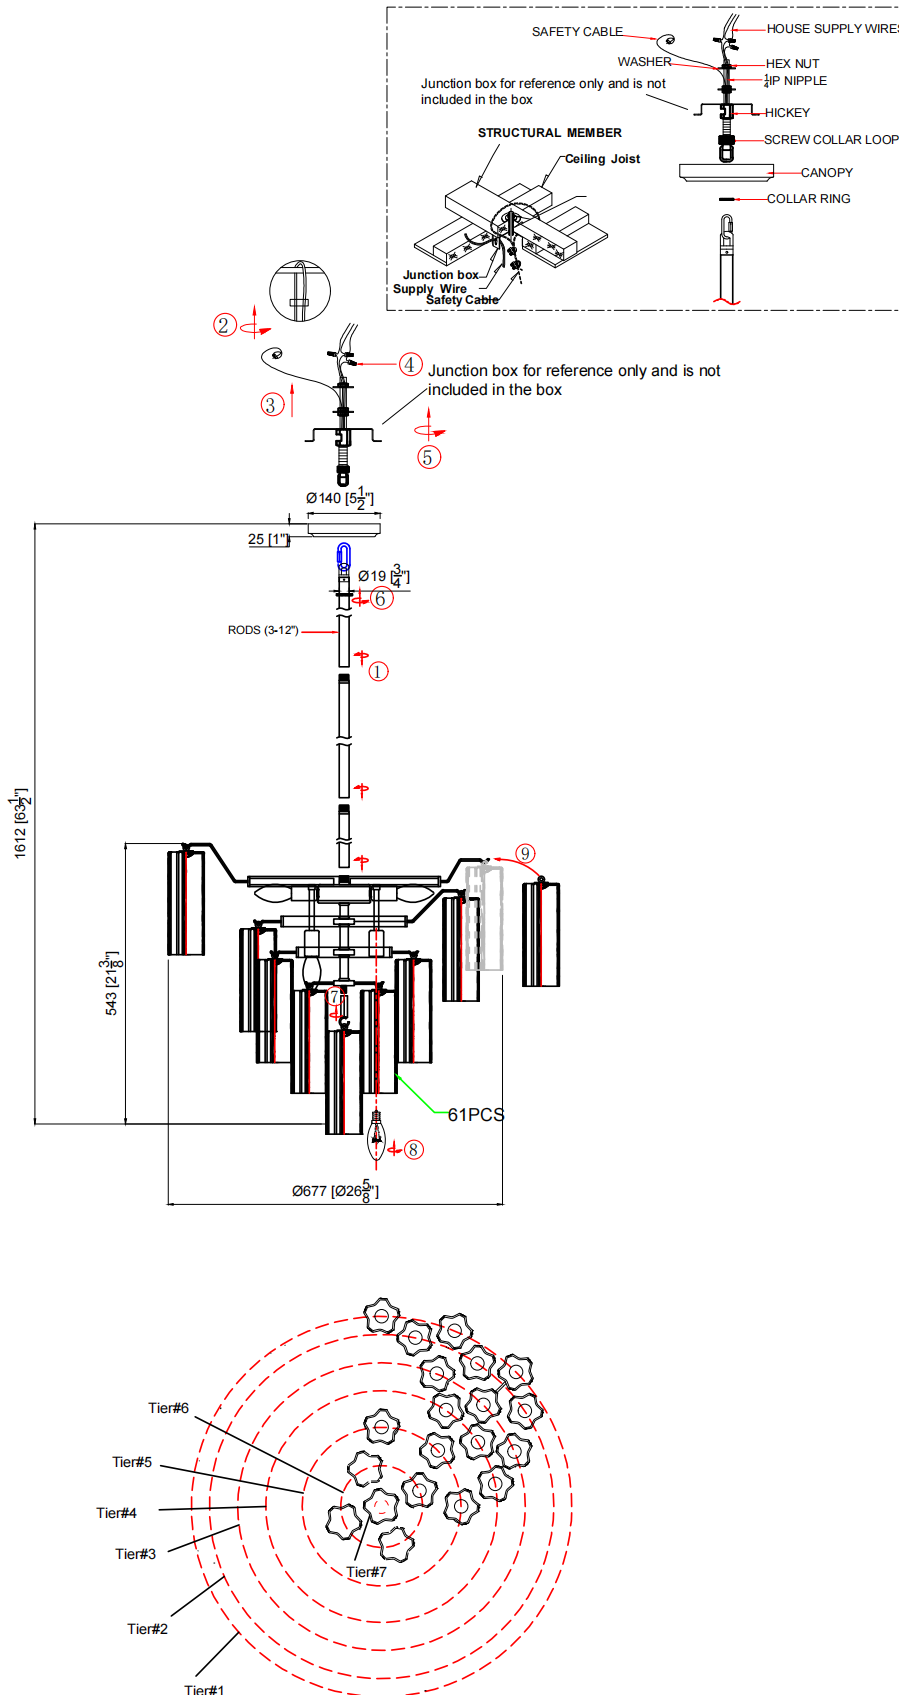 SAFETY CABLE
HOUSE SUPPLY WIRES
WASHER
HEX NUT
1/4 IP NIPPLE
Junction box for reference only and is not
included in the box
HICKEY
STRUCTURAL MEMBER
SCREW COLLAR LOOP
Ceiling Joist
CANOPY
COLLAR RING
Junction box
Supply Wire
Safety Cable
2
4
Junction box for reference only and is not
included in the box
3
5
Ø140 [5 1/2"]
25 [1"]
Ø19 [3/4"]
6
RODS (3-12")
1
1612 [63 1/2"]
9
543 [21 3/8"]
7
61PCS
8
Ø677 [Ø26 5/8"]
Tier#6
Tier#5
Tier#4
Tier#3
Tier#7
Tier#2
Tier#1